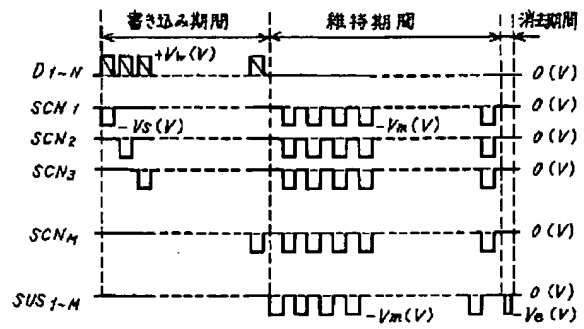 書き込み期間 維持期間 消去期間
D1~N +Vw(V) 0(V)
SCN1 -Vs(V) -Vm(V) 0(V)
SCN2 0(V)
SCN3 0(V)
SCNM 0(V)
0(V)
SUS1~M -Vm(V) -Ve(V)